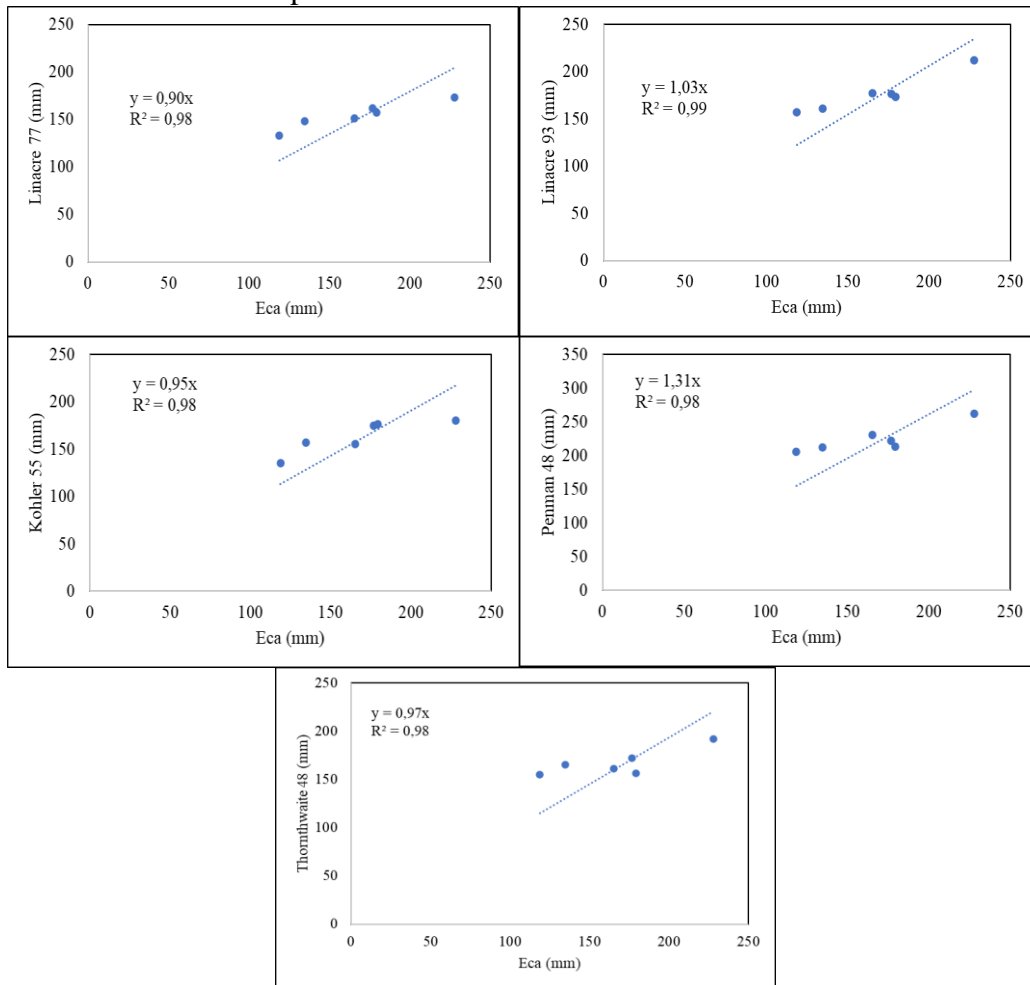 250
200
150
100
50
0
Linacre 77 (mm)
y = 0,90x
R² = 0,98
0 50 100 150 200 250
Eca (mm)
250
200
150
100
50
0
Linacre 93 (mm)
y = 1,03x
R² = 0,99
0 50 100 150 200 250
Eca (mm)
250
200
150
100
50
0
Kohler 55 (mm)
y = 0,95x
R² = 0,98
0 50 100 150 200 250
Eca (mm)
350
300
250
200
150
100
50
0
Penman 48 (mm)
y = 1,31x
R² = 0,98
0 50 100 150 200 250
Eca (mm)
250
200
150
100
50
0
Thornthwaite 48 (mm)
y = 0,97x
R² = 0,98
0 50 100 150 200 250
Eca (mm)